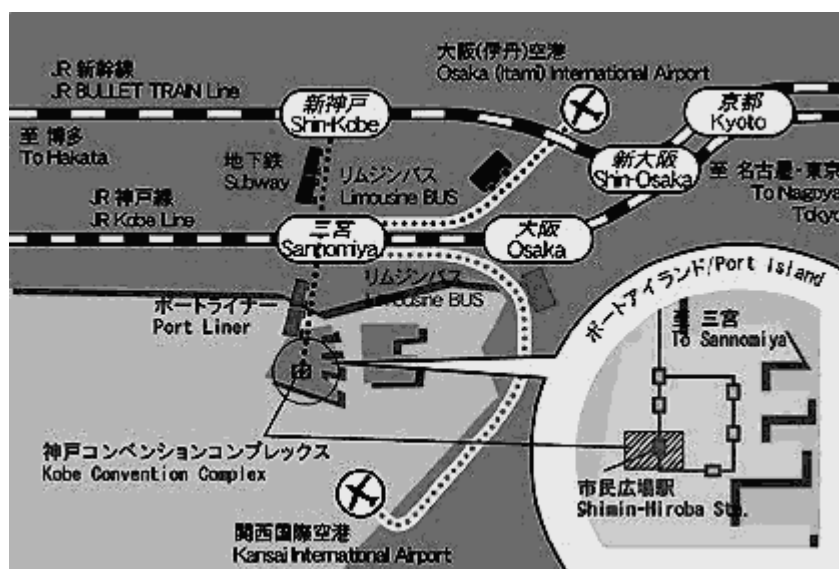 大阪(伊丹)空港
Osaka (Itami) International Airport
JR 新幹線
JR BULLET TRAIN Line
新神戸
Shin-Kobe
京都
Kyoto
至 博多
To Hakata
地下鉄
Subway
リムジンバス
Limousine BUS
新大阪
Shin-Osaka
至 名古屋・東京
To Nagoya
Tokyo
JR 神戸線
JR Kobe Line
三宮
Sannomiya
大阪
Osaka
リムジンバス
Limousine BUS
ポートライナー
Port Liner
ポートアイランド/Port Island
三宮
To Sannomiya
神戸コンベンションコンプレックス
Kobe Convention Complex
市民広場駅
Shimin-Hiroba Sta.
関西国際空港
Kansai International Airport